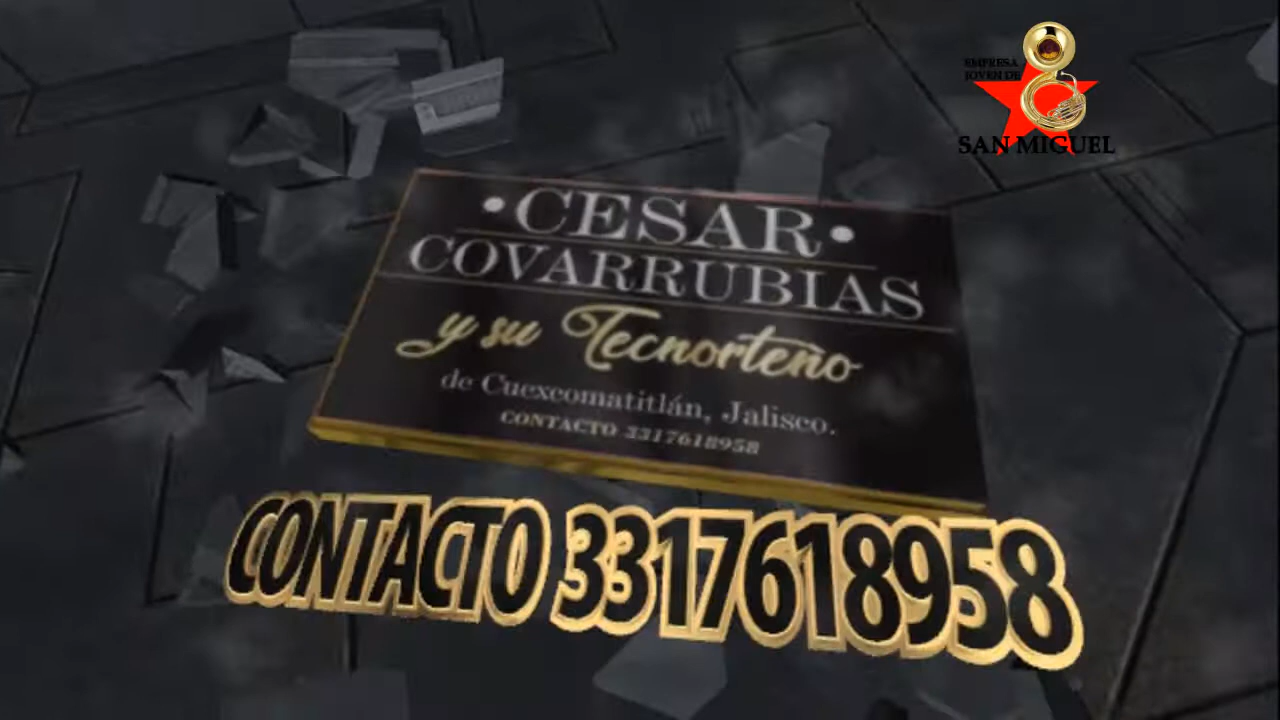 EMPRESA
JOVEN DE
SAN MIGUEL
•CESAR•
COVARRUBIAS
y su Tecnorteño
de Cuexcomatitlán, Jalisco.
CONTACTO 3317618958
CONTACTO 3317618958